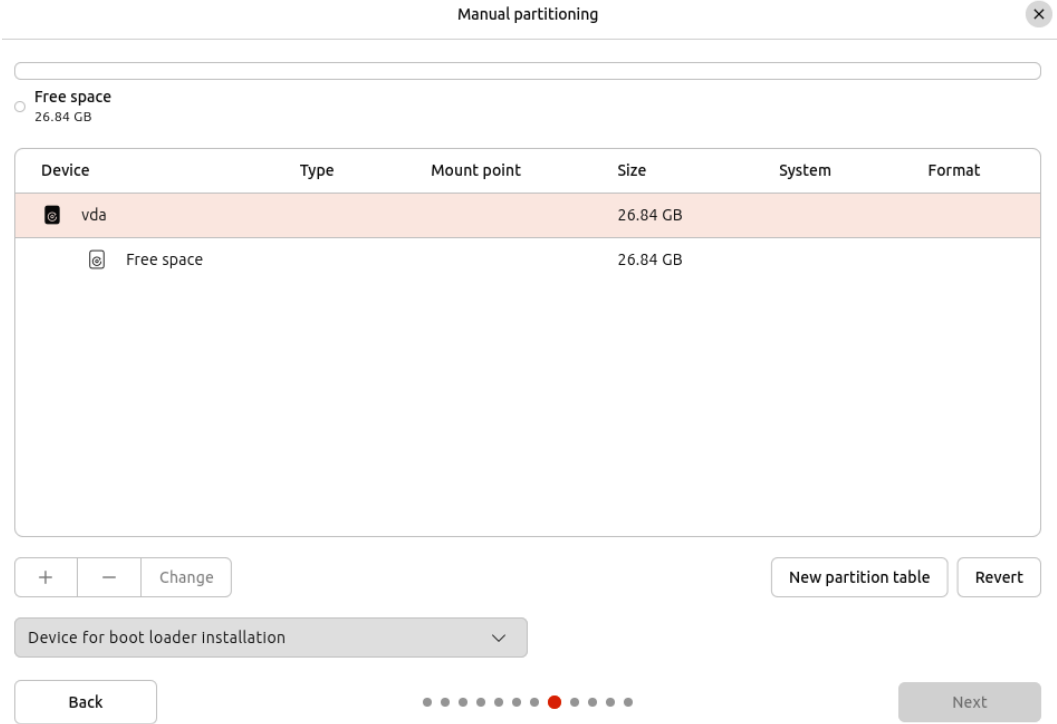 Manual partitioning
Free space
26.84 GB
Device Type Mount point Size System Format
vda 26.84 GB
Free space 26.84 GB
+ − Change New partition table Revert
Device for boot loader installation
Back Next